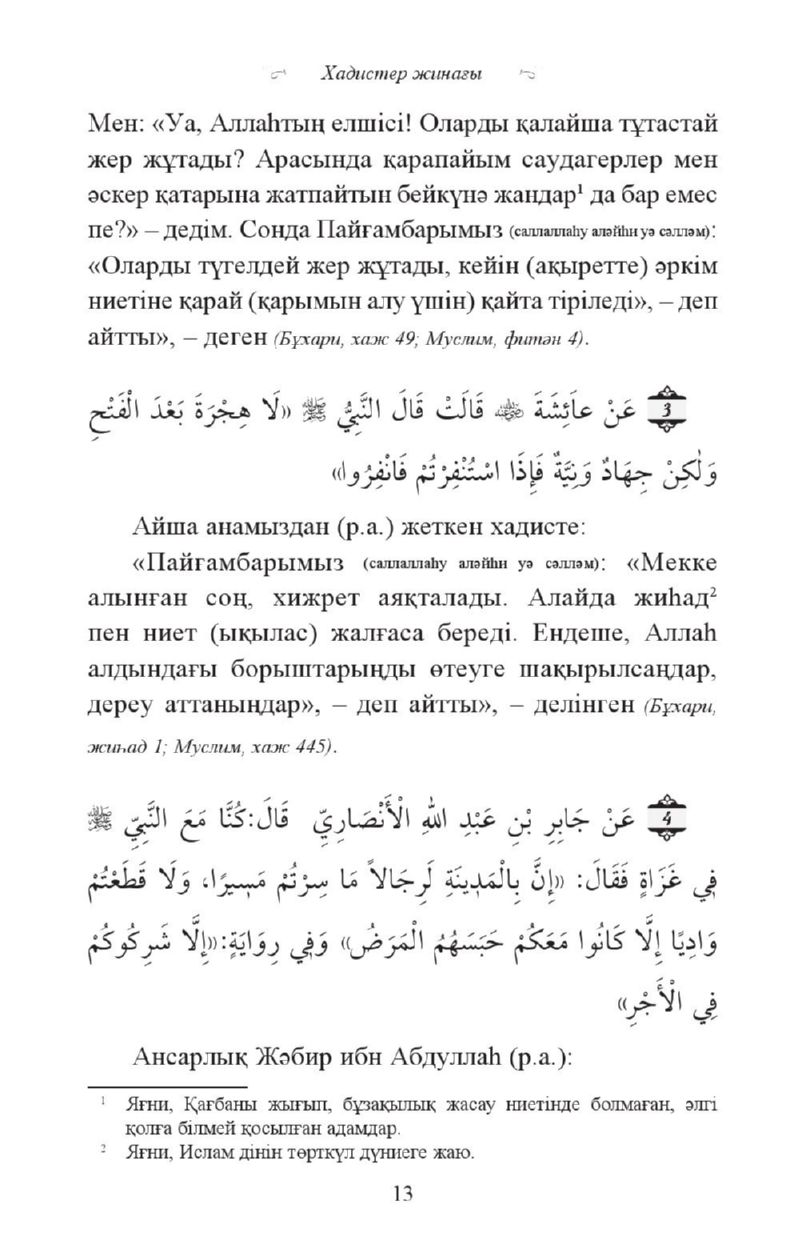 Хадистер жинағы
Мен: «Уа, Аллаһтың елшісі! Оларды қалайша тұтастай
жер жұтады? Арасында қарапайым саудагерлер мен
әскер қатарына жатпайтын бейкүнә жандар¹ да бар емес
пе?» – дедім. Сонда Пайғамбарымыз (саллаллаһу аләйһи уә сәлләм):
«Оларды түгелдей жер жұтады, кейін (ақыретте) әркім
ниетіне қарай (қарымын алу үшін) қайта тіріледі», – деп
айтты», – деген (Бұхари, хаж 49; Муслим, фитән 4).
3 عَنْ عاَئِشَةَ ﵂ قَالَتْ قَالَ النَّبِيُّ ﷺ «لَا هِجْرَةَ بَعْدَ الْفَتْحِ
وَلٰكِنْ جِهَادٌ وَنِيَّةٌ فَإِذَا اسْتُنْفِرْتُمْ فَانْفِرُوا»
Айша анамыздан (р.а.) жеткен хадисте:
«Пайғамбарымыз (саллаллаһу аләйһи уә сәлләм): «Мекке
алынған соң, хижрет аяқталады. Алайда жиһад²
пен ниет (ықылас) жалғаса береді. Ендеше, Аллаһ
алдындағы борыштарыңды өтеуге шақырылсаңдар,
дереу аттаныңдар», – деп айтты», – делінген (Бұхари,
жиһад 1; Муслим, хаж 445).
4 عَنْ جَابِرِ بْنِ عَبْدِ اللهِ الْأَنْصَارِيِّ قَالَ:كُنَّا مَعَ النَّبِيِّ ﷺ
فِي غَزَاةٍ فَقَالَ: «إِنَّ بِالْمَدِينَةِ لَرِجَالاً مَا سِرْتُمْ مَسِيرًا، وَلَا قَطَعْتُمْ
وَادِيًا إِلَّا كَانُوا مَعَكُمْ حَبَسَهُمُ الْمَرَضُ» وَفِي رِوَايَةٍ:«إِلَّا شَرِكُوكُمْ
فِي الْأَجْرِ»
Ансарлық Жәбир ибн Абдуллаһ (р.а.):
¹ Яғни, Қағбаны жығып, бұзақылық жасау ниетінде болмаған, әлгі
қолға білмей қосылған адамдар.
² Яғни, Ислам дінін төрткүл дүниеге жаю.
13